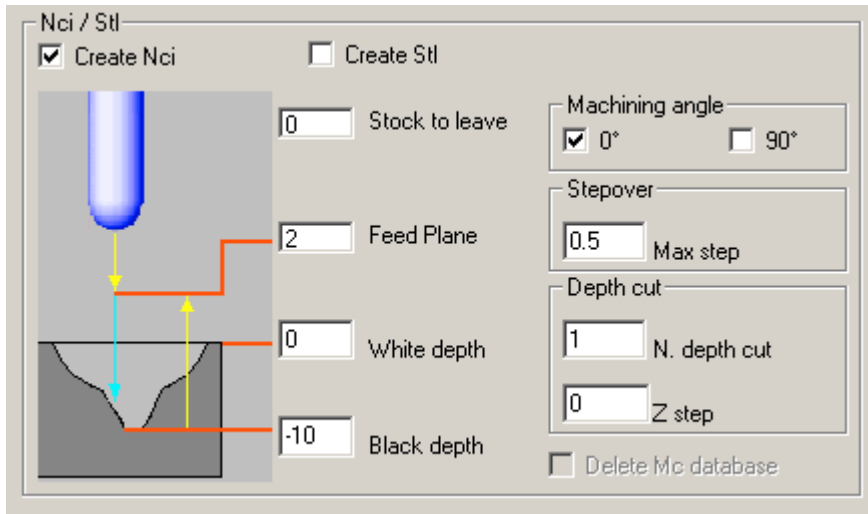 Nci / Stl
Create Nci
Create Stl
0 Stock to leave
2 Feed Plane
0 White depth
-10 Black depth
Machining angle
0° 90°
Stepover
0.5 Max step
Depth cut
1 N. depth cut
0 Z step
Delete Mc database